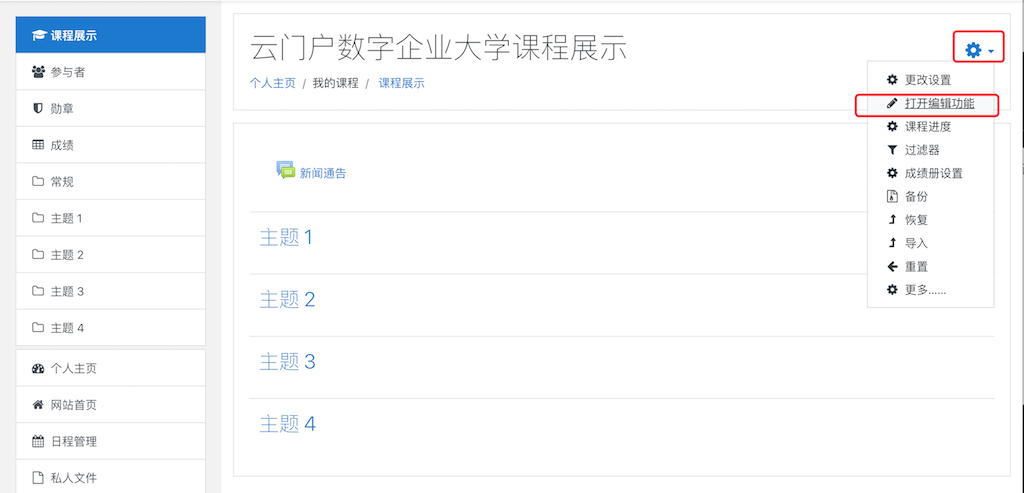 课程展示
参与者
勋章
成绩
常规
主题 1
主题 2
主题 3
主题 4
个人主页
网站首页
日程管理
私人文件
云门户数字企业大学课程展示
个人主页 / 我的课程 / 课程展示
更改设置
打开编辑功能
课程进度
过滤器
成绩册设置
备份
恢复
导入
重置
更多......
新闻通告
主题 1
主题 2
主题 3
主题 4